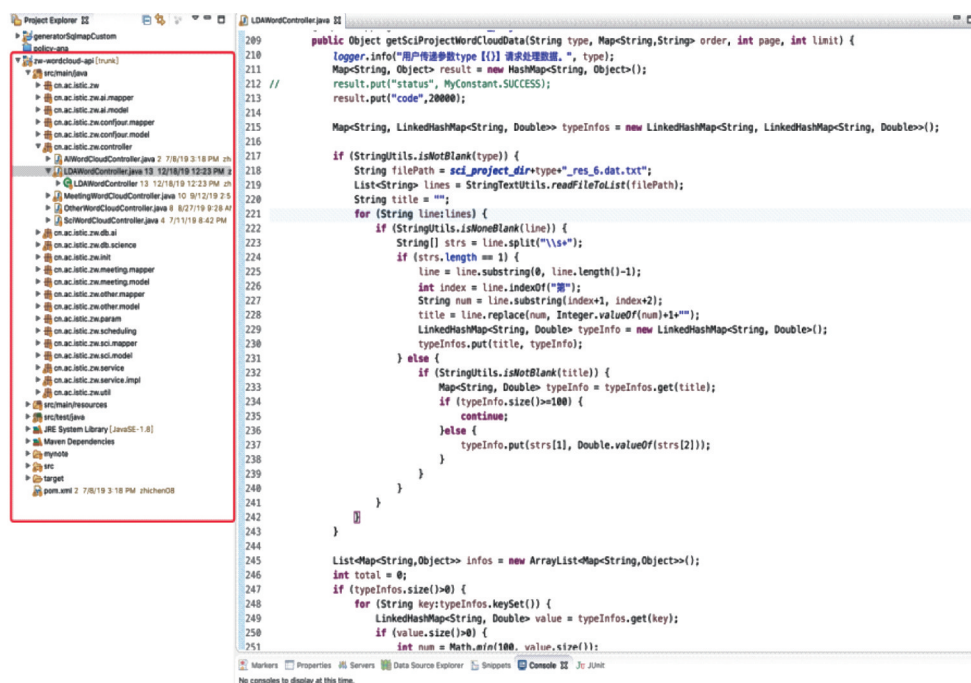 Project Explorer
generatorSqlmapCustom
policy-ana
zw-wordcloud-api [trunk]
src/main/java
cn.ac.istic.zw
cn.ac.istic.zw.ai.mapper
cn.ac.istic.zw.ai.model
cn.ac.istic.zw.confjour.mapper
cn.ac.istic.zw.confjour.model
cn.ac.istic.zw.controller
AIWordCloudController.java 2 7/8/19 3:18 PM zh
LDAWordController.java 13 12/18/19 12:23 PM z
LDAWordController 13 12/18/19 12:23 PM zh
MeetingWordCloudController.java 10 9/12/19 2:5
OtherWordCloudController.java 8 8/27/19 9:28 AM
SciWordCloudController.java 4 7/11/19 8:42 PM
cn.ac.istic.zw.db.ai
cn.ac.istic.zw.db.science
cn.ac.istic.zw.init
cn.ac.istic.zw.meeting.mapper
cn.ac.istic.zw.meeting.model
cn.ac.istic.zw.other.mapper
cn.ac.istic.zw.other.model
cn.ac.istic.zw.param
cn.ac.istic.zw.scheduling
cn.ac.istic.zw.sci.mapper
cn.ac.istic.zw.sci.model
cn.ac.istic.zw.service
cn.ac.istic.zw.service.impl
cn.ac.istic.zw.util
src/main/resources
src/test/java
JRE System Library [JavaSE-1.8]
Maven Dependencies
mynote
src
target
pom.xml 2 7/8/19 3:18 PM zhichen08
LDAWordController.java
209 public Object getSciProjectWordCloudData(String type, Map<String,String> order, int page, int limit) {
210 logger.info("用户传递参数type【{}】请求处理数据。", type);
211 Map<String, Object> result = new HashMap<String, Object>();
212 // result.put("status", MyConstant.SUCCESS);
213 result.put("code",20000);
214
215 Map<String, LinkedHashMap<String, Double>> typeInfos = new LinkedHashMap<String, LinkedHashMap<String, Double>>();
216
217 if (StringUtils.isNotBlank(type)) {
218 String filePath = sci_project_dir+type+"_res_6.dat.txt";
219 List<String> lines = StringTextUtils.readFileToList(filePath);
220 String title = "";
221 for (String line:lines) {
222 if (StringUtils.isNoneBlank(line)) {
223 String[] strs = line.split("\\s+");
224 if (strs.length == 1) {
225 line = line.substring(0, line.length()-1);
226 int index = line.indexOf("第");
227 String num = line.substring(index+1, index+2);
228 title = line.replace(num, Integer.valueOf(num)+1+"");
229 LinkedHashMap<String, Double> typeInfo = new LinkedHashMap<String, Double>();
230 typeInfos.put(title, typeInfo);
231 } else {
232 if (StringUtils.isNotBlank(title)) {
233 Map<String, Double> typeInfo = typeInfos.get(title);
234 if (typeInfo.size()>=100) {
235 continue;
236 }else {
237 typeInfo.put(strs[1], Double.valueOf(strs[2]));
238 }
239 }
240 }
241 }
242 }
243 }
244
245 List<Map<String,Object>> infos = new ArrayList<Map<String,Object>>();
246 int total = 0;
247 if (typeInfos.size()>0) {
248 for (String key:typeInfos.keySet()) {
249 LinkedHashMap<String, Double> value = typeInfos.get(key);
250 if (value.size()>0) {
251 int num = Math.min(100, value.size());
Markers Properties Servers Data Source Explorer Snippets Console JUnit
No consoles to display at this time.